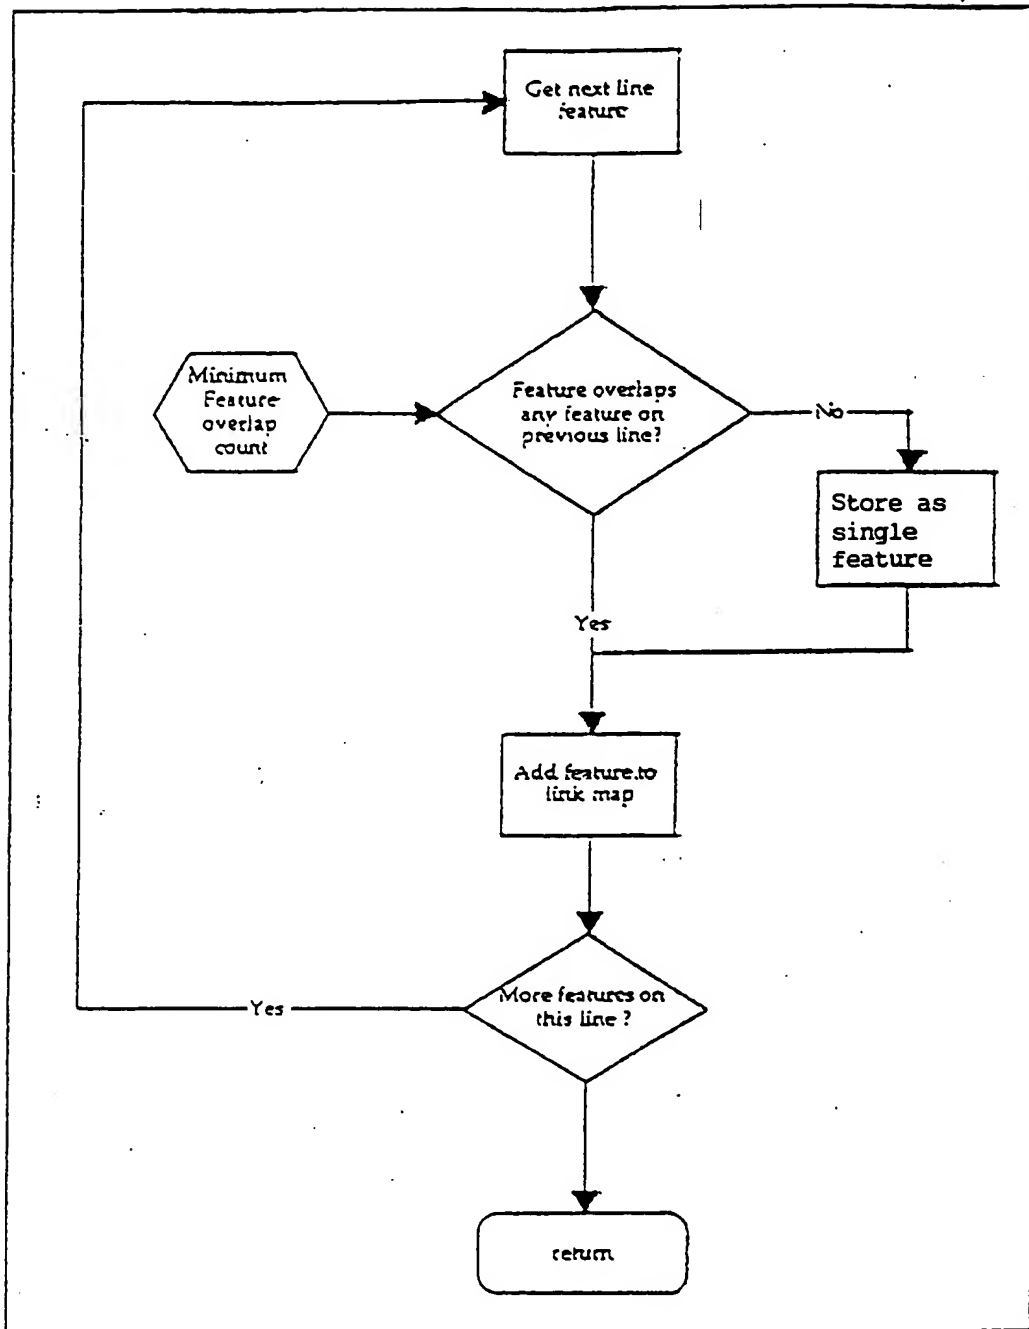 Get next line
feature
Minimum
Feature
overlap
count
Feature overlaps
any feature on
previous line?
No
Store as
single
feature
Yes
Add feature to
link map
More features on
this line ?
Yes
return